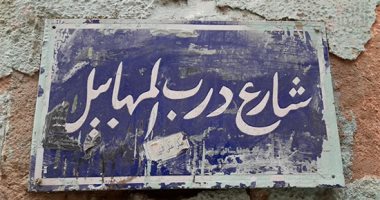 شارع درب المهابيل